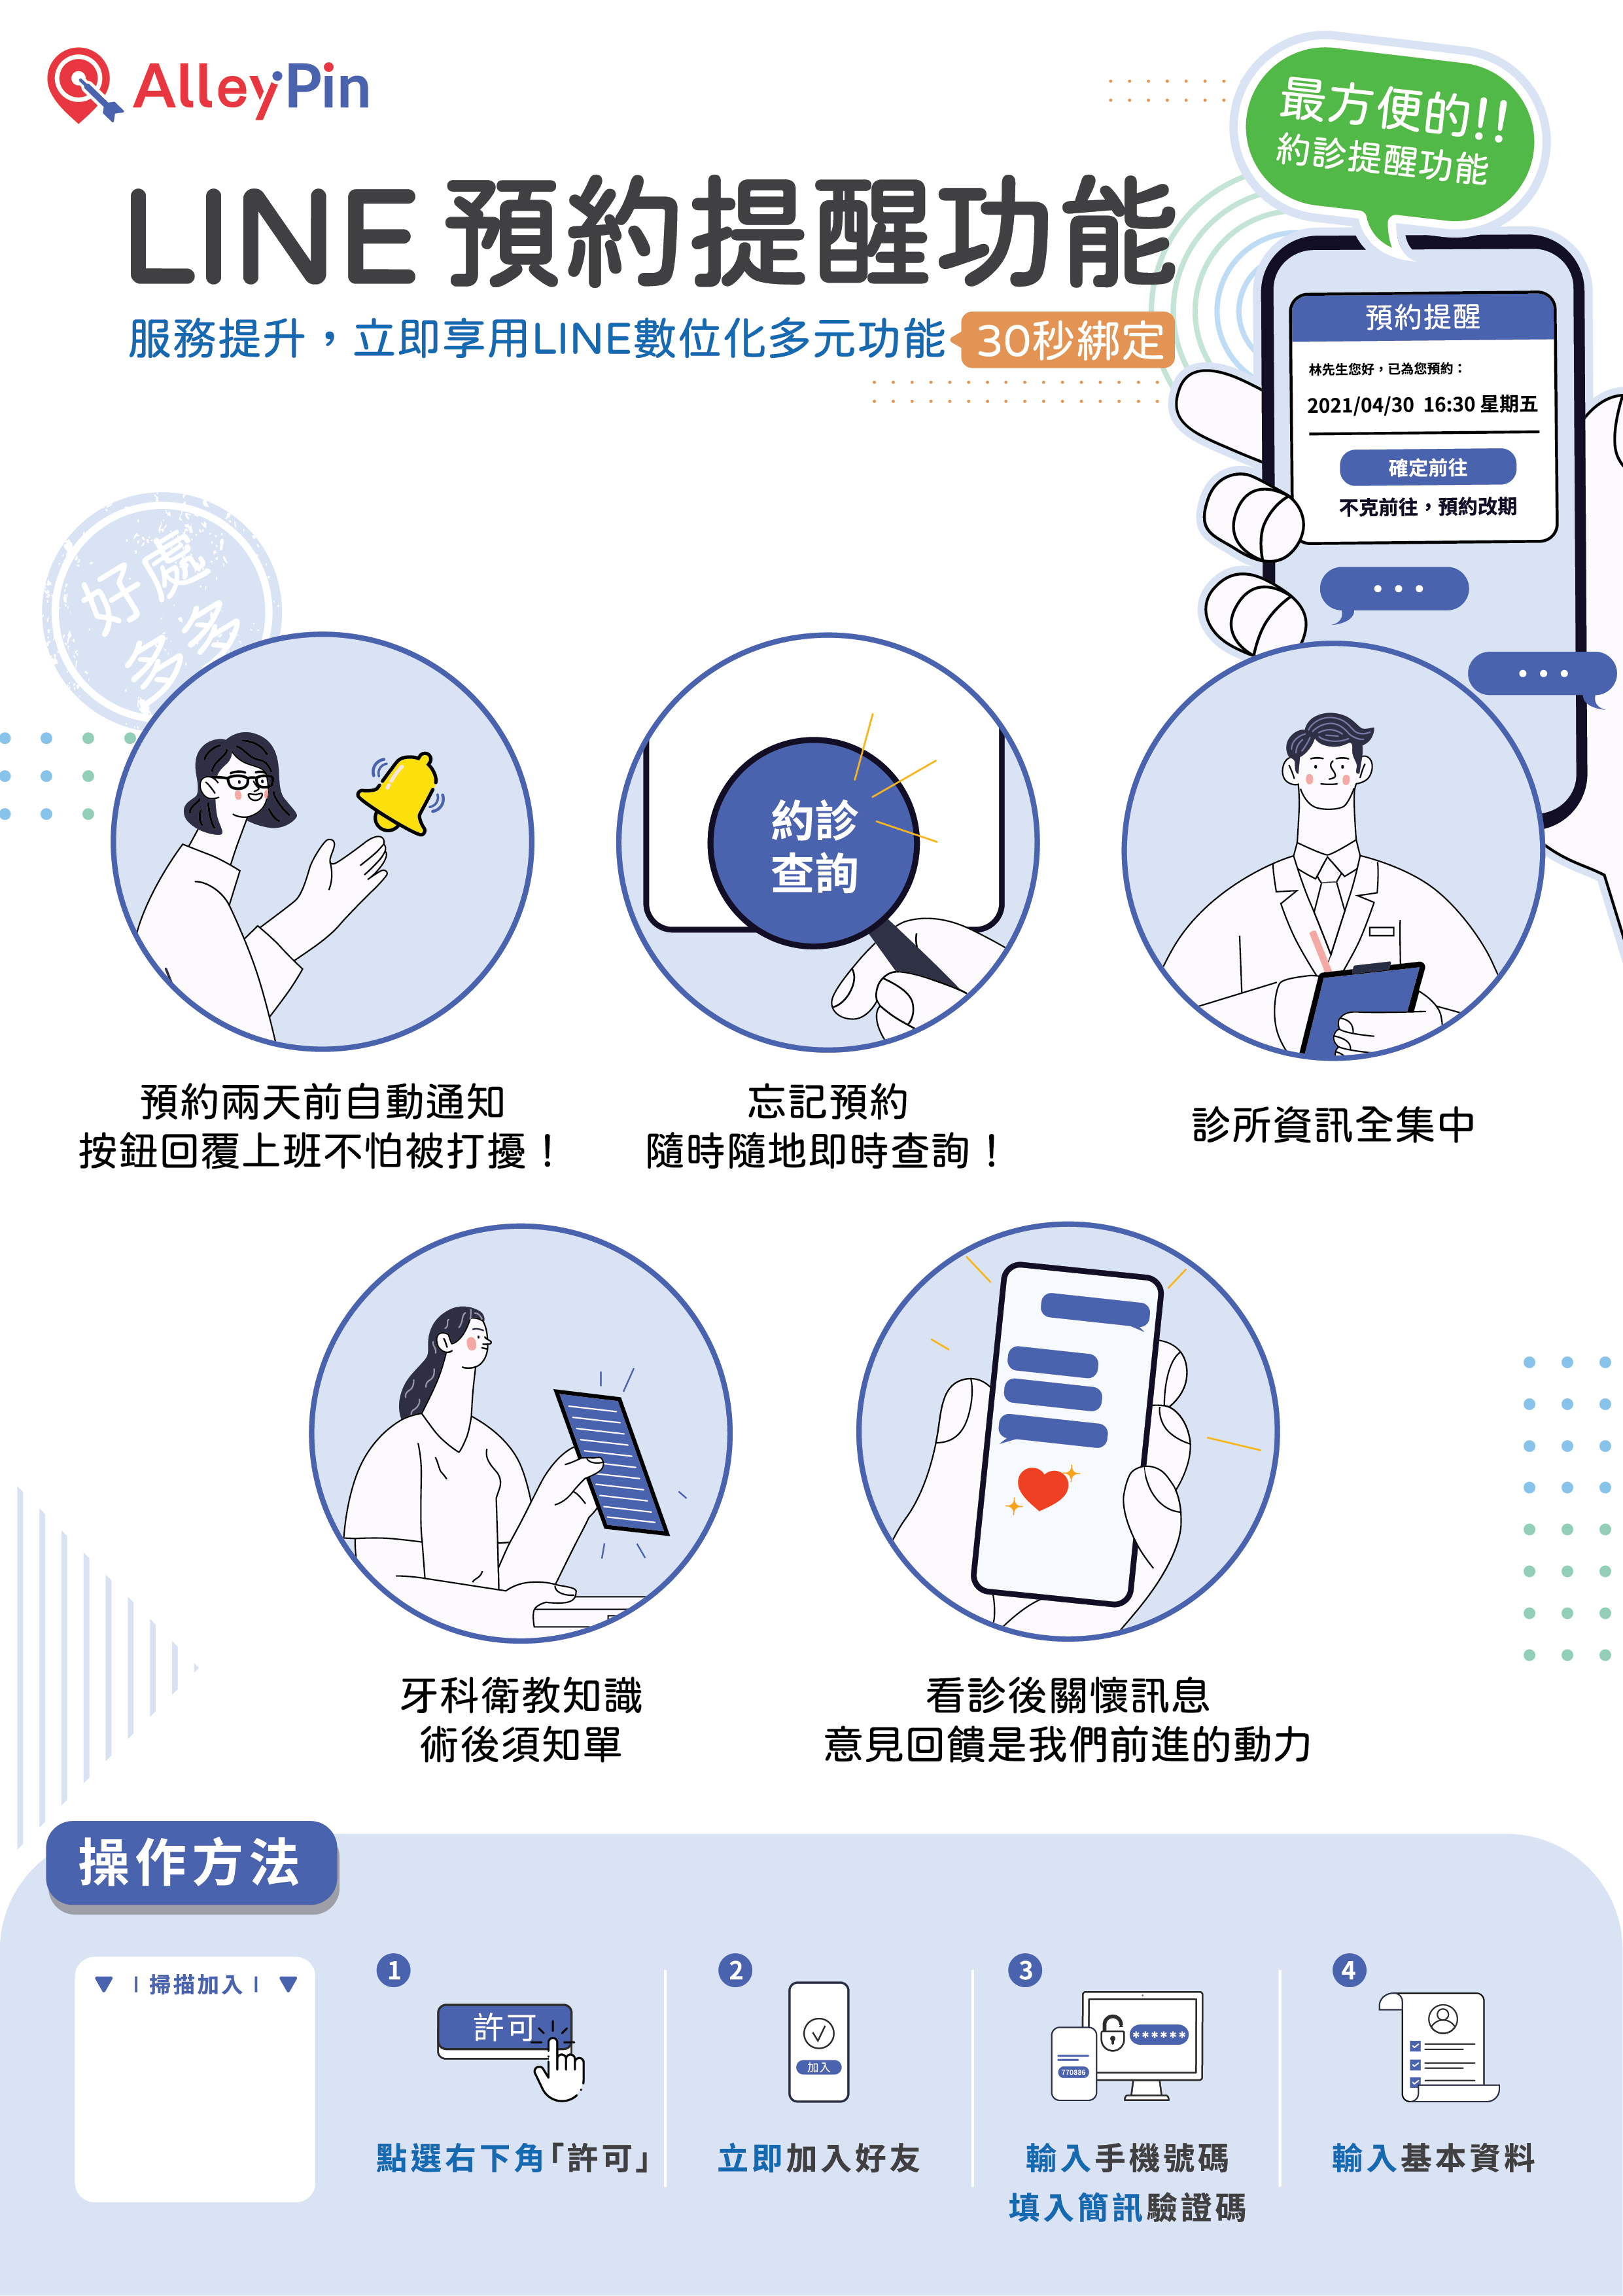 AlleyPin
最方便的!!
約診提醒功能
LINE 預約提醒功能
服務提升，立即享用LINE數位化多元功能
30秒綁定
預約提醒
林先生您好，已為您預約：
2021/04/30 16:30 星期五
確定前往
不克前往，預約改期
好處
多多
約診
查詢
預約兩天前自動通知
按鈕回覆上班不怕被打擾！
忘記預約
隨時隨地即時查詢！
診所資訊全集中
牙科衛教知識
術後須知單
看診後關懷訊息
意見回饋是我們前進的動力
操作方法
▼ | 掃描加入 | ▼
1
許可
點選右下角「許可」
2
加入
立即加入好友
3
******
770886
輸入手機號碼
填入簡訊驗證碼
4
輸入基本資料